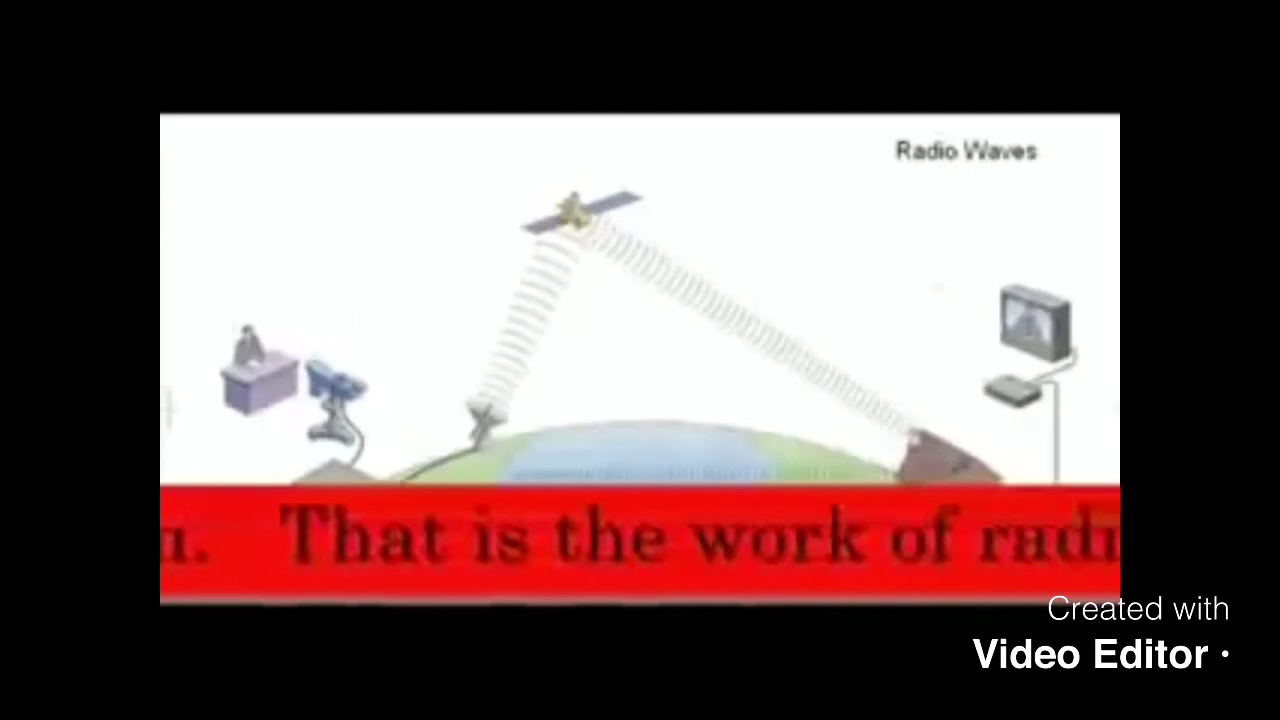 Radio Waves
That is the work of
Created with
Video Editor ·